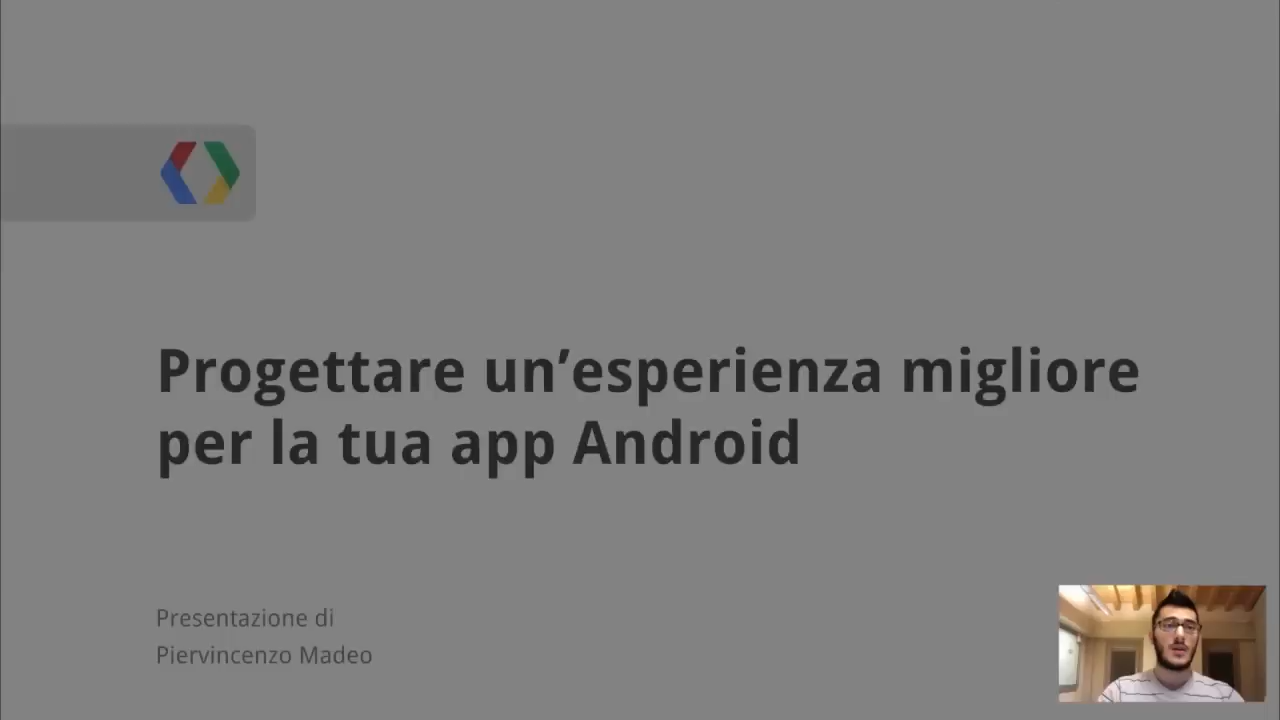 Progettare un’esperienza migliore
per la tua app Android
Presentazione di
Piervincenzo Madeo